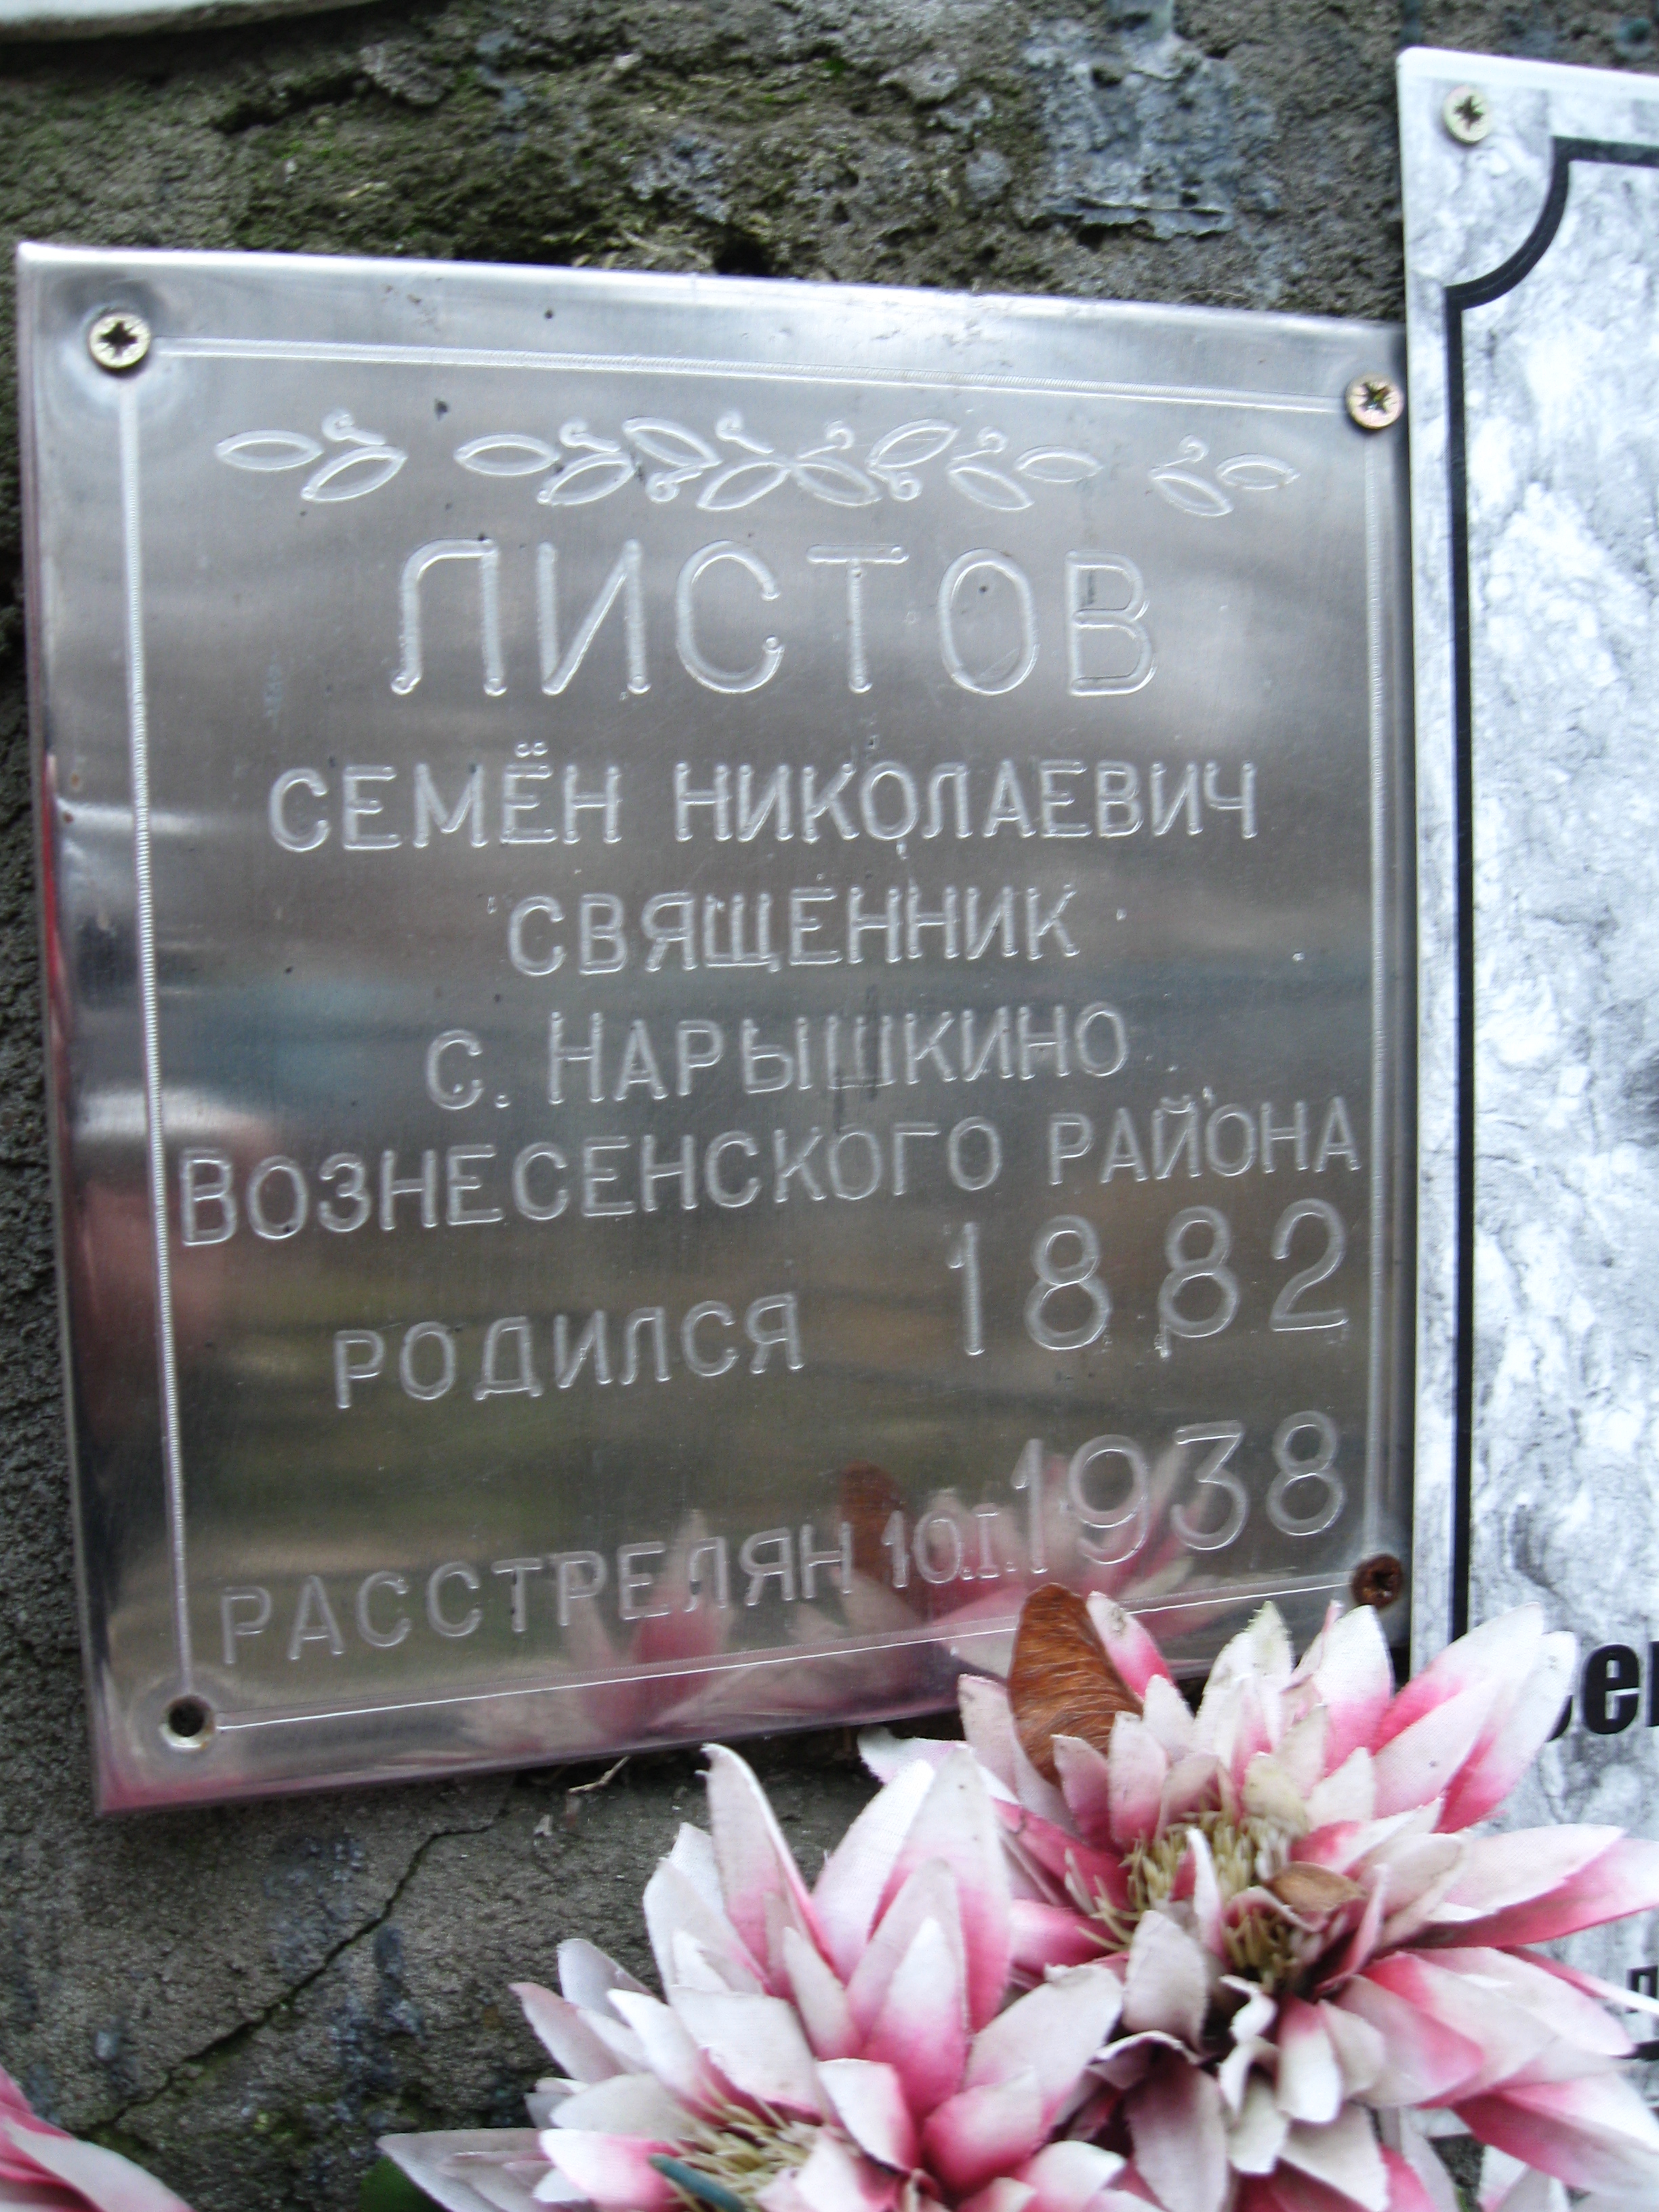 ЛИСТОВ
СЕМЁН НИКОЛАЕВИЧ
СВЯЩЕННИК
С. НАРЫШКИНО
ВОЗНЕСЕНСКОГО РАЙОНА
РОДИЛСЯ 1882
РАССТРЕЛЯН 10.I.1938